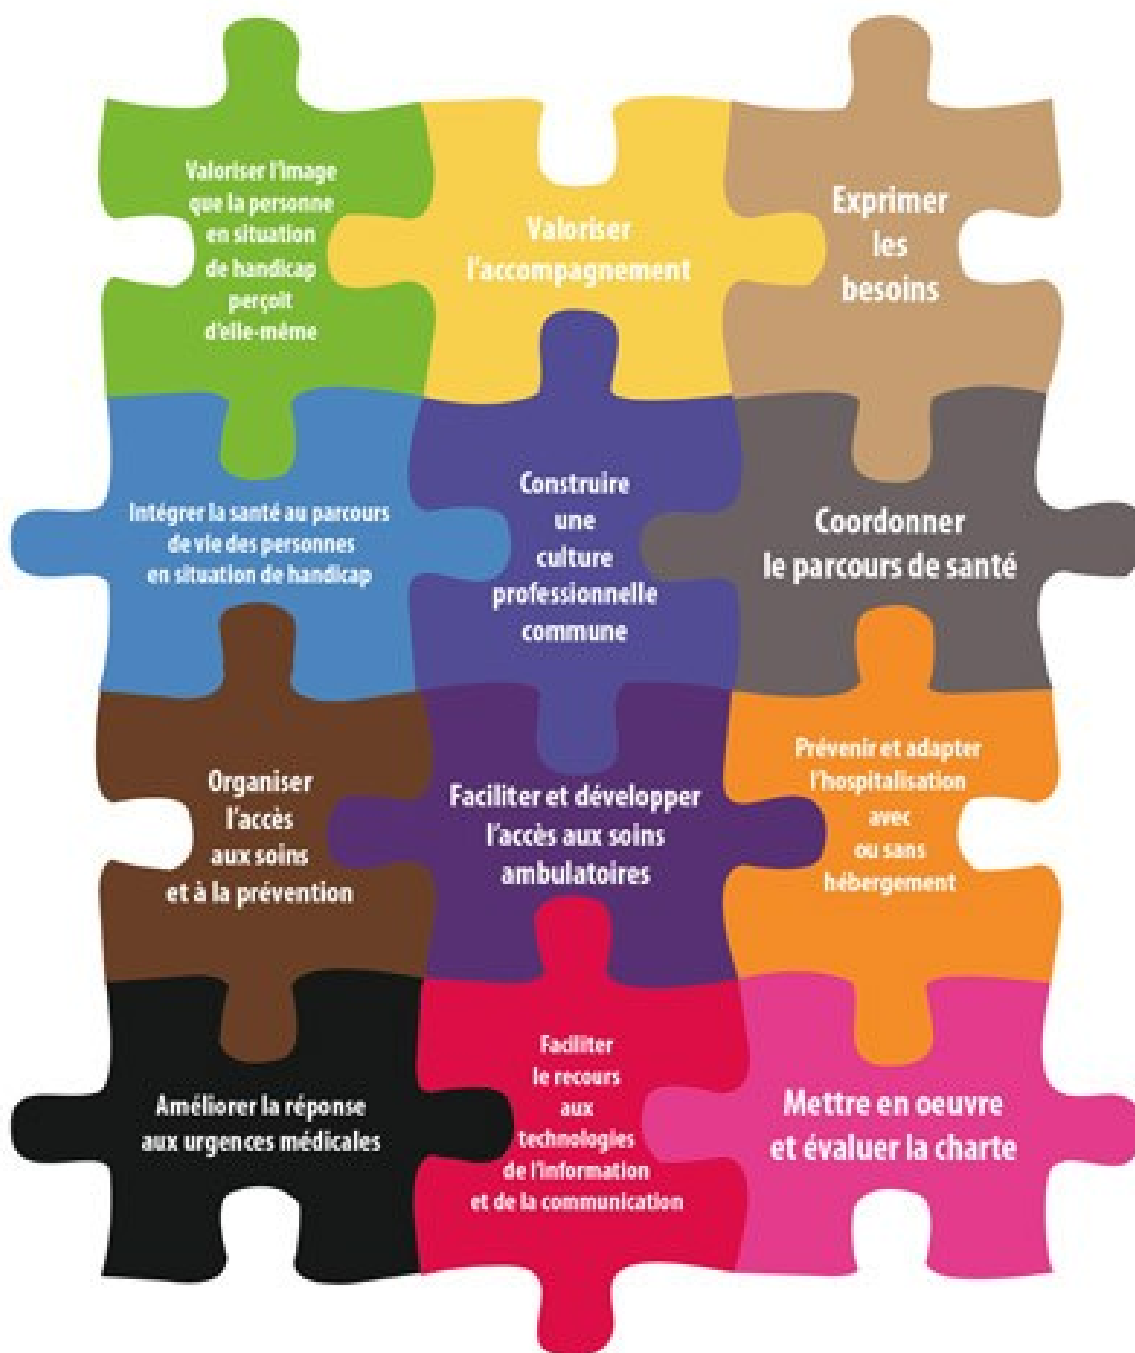 Valoriser l'image
que la personne
en situation
de handicap
perçoit
d'elle-même
Valoriser
l'accompagnement
Exprimer
les
besoins
Intégrer la santé au parcours
de vie des personnes
en situation de handicap
Construire
une
culture
professionnelle
commune
Coordonner
le parcours de santé
Organiser
l'accès
aux soins
et à la prévention
Faciliter et développer
l'accès aux soins
ambulatoires
Prévenir et adapter
l'hospitalisation
avec
ou sans
hébergement
Améliorer la réponse
aux urgences médicales
Faciliter
le recours
aux
technologies
de l'information
et de la communication
Mettre en oeuvre
et évaluer la charte